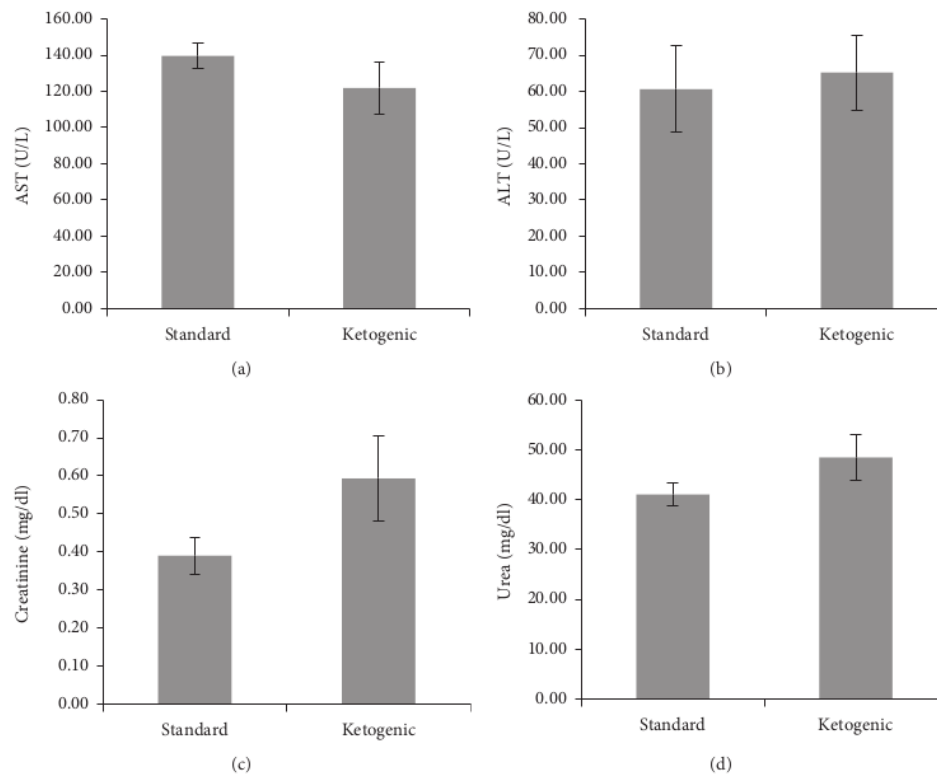 AST (U/L)
160.00
140.00
120.00
100.00
80.00
60.00
40.00
20.00
0.00
Standard Ketogenic
(a)
ALT (U/L)
80.00
70.00
60.00
50.00
40.00
30.00
20.00
10.00
0.00
Standard Ketogenic
(b)
Creatinine (mg/dl)
0.80
0.70
0.60
0.50
0.40
0.30
0.20
0.10
0.00
Standard Ketogenic
(c)
Urea (mg/dl)
60.00
50.00
40.00
30.00
20.00
10.00
0.00
Standard Ketogenic
(d)